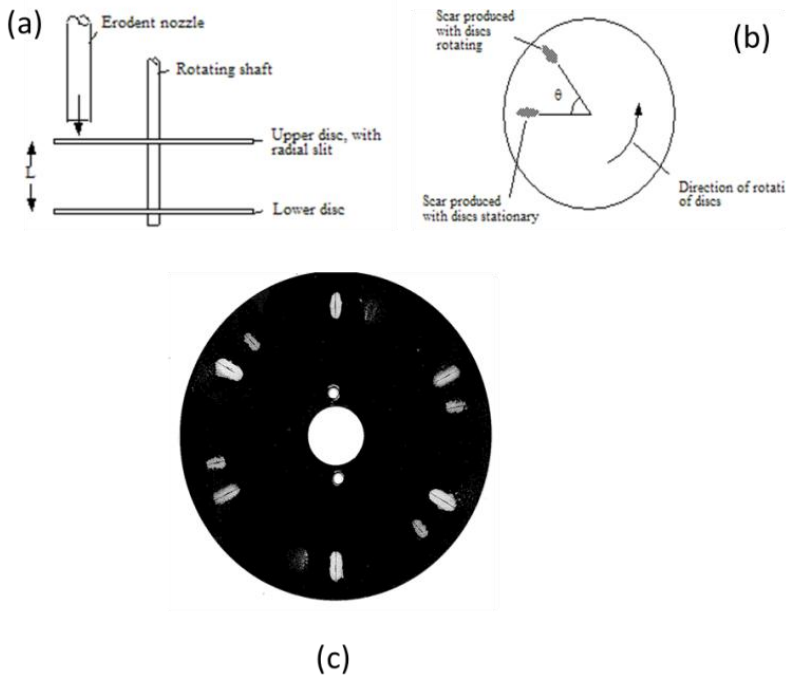 (a)
Erodent nozzle
Rotating shaft
Upper disc, with
radial slit
L
Lower disc
(b)
Scar produced
with discs
rotating
θ
Scar produced
with discs stationary
Direction of rotati
of discs
(c)